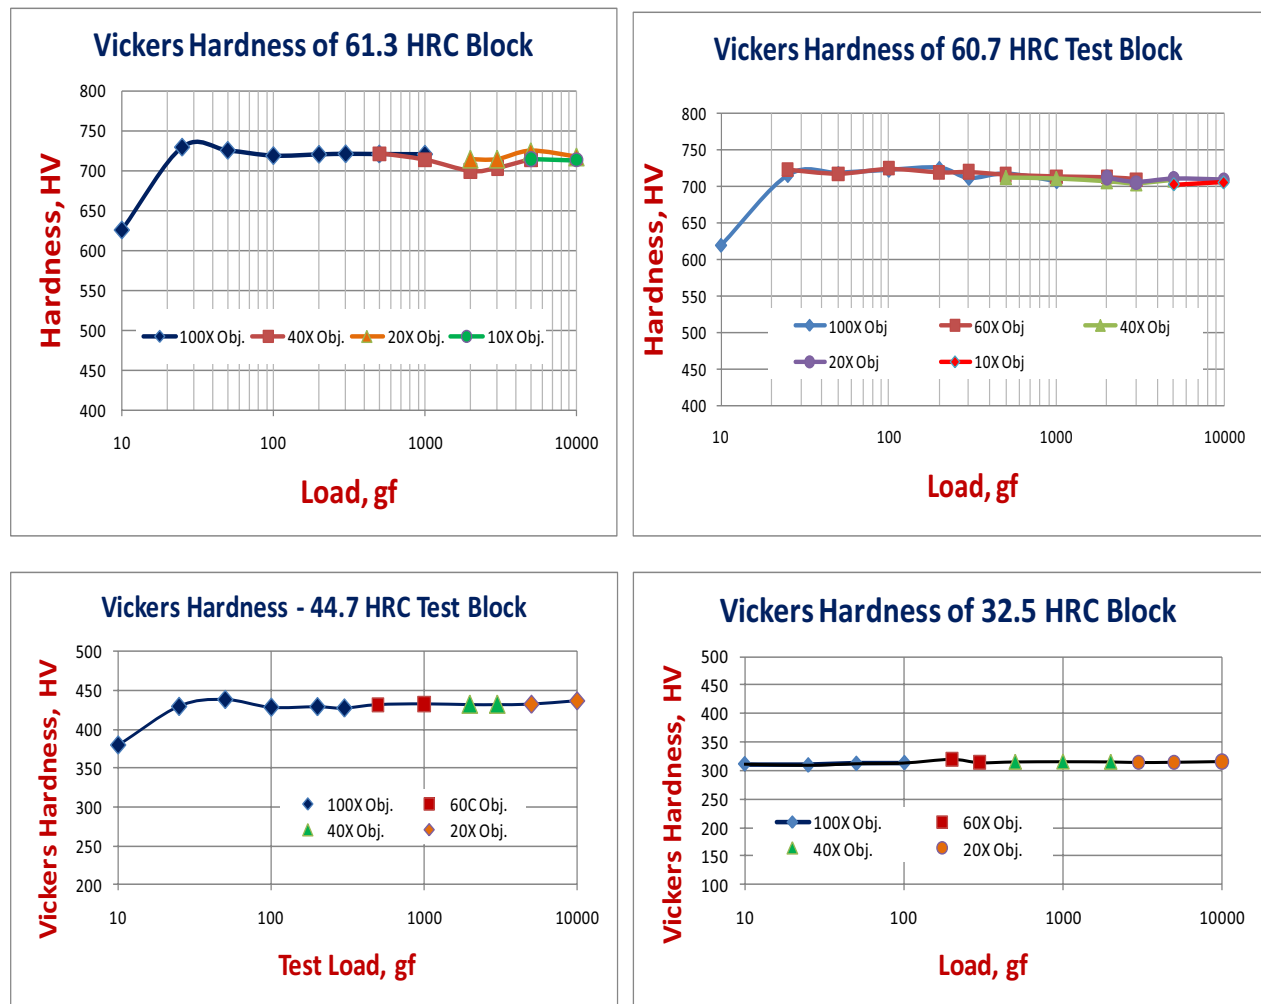 Vickers Hardness of 61.3 HRC Block
Hardness, HV
800
750
700
650
600
550
500
450
400
100X Obj. 40X Obj. 20X Obj. 10X Obj.
10 100 1000 10000
Load, gf
Vickers Hardness of 60.7 HRC Test Block
Hardness, HV
800
750
700
650
600
550
500
450
400
100X Obj 60X Obj 40X Obj
20X Obj 10X Obj
10 100 1000 10000
Load, gf
Vickers Hardness - 44.7 HRC Test Block
Vickers Hardness, HV
500
450
400
350
300
250
200
100X Obj. 60C Obj.
40X Obj. 20X Obj.
10 100 1000 10000
Test Load, gf
Vickers Hardness of 32.5 HRC Block
Vickers Hardness, HV
500
450
400
350
300
250
200
150
100
100X Obj. 60X Obj.
40X Obj. 20X Obj.
10 100 1000 10000
Load, gf